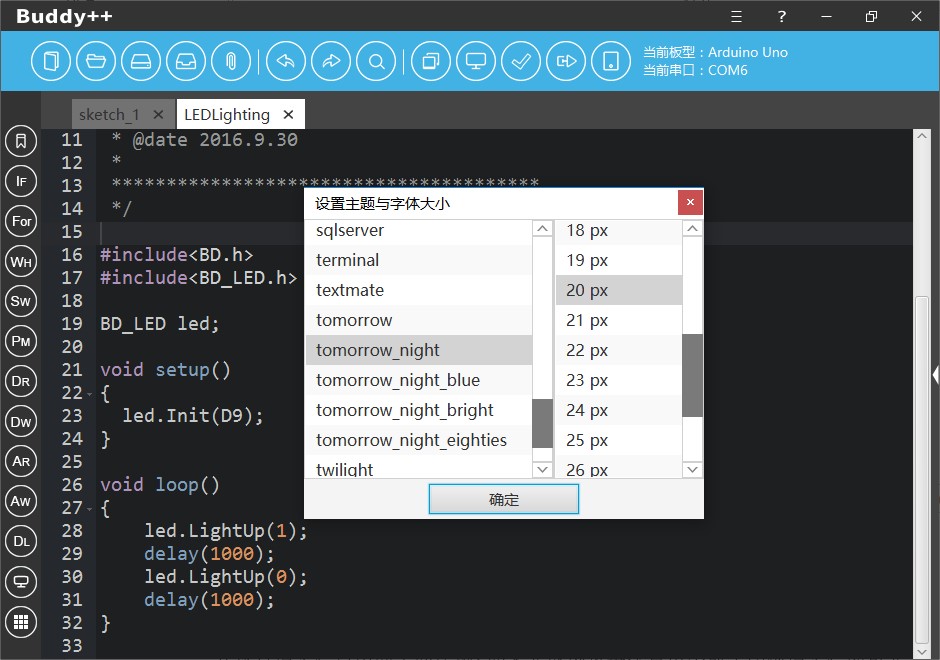 Buddy++
?
当前板型：Arduino Uno
当前串口：COM6
sketch_1 ×
LEDLighting ×
IF
For
WH
SW
PM
DR
DW
AR
AW
DL
11 * @date 2016.9.30
12 *
13 ***************************************
14 */
15
16 #include<BD.h>
17 #include<BD_LED.h>
18
19 BD_LED led;
20
21 void setup()
22 {
23 led.Init(D9);
24 }
25
26 void loop()
27 {
28 led.LightUp(1);
29 delay(1000);
30 led.LightUp(0);
31 delay(1000);
32 }
33
设置主题与字体大小
sqlserver
terminal
textmate
tomorrow
tomorrow_night
tomorrow_night_blue
tomorrow_night_bright
tomorrow_night_eighties
twilight
18 px
19 px
20 px
21 px
22 px
23 px
24 px
25 px
26 px
确定